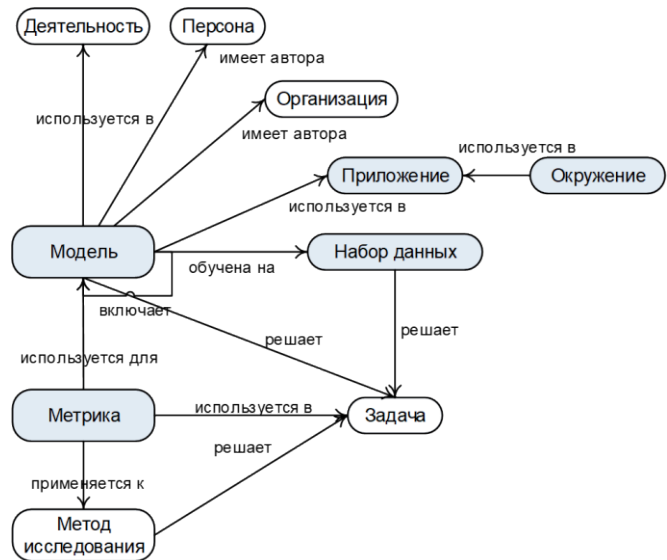 Деятельность
Персона
имеет автора
Организация
используется в
имеет автора
используется в
Приложение
Окружение
используется в
Модель
Набор данных
обучена на
включает
решает
решает
используется для
Метрика
используется в
Задача
решает
применяется к
Метод
исследования